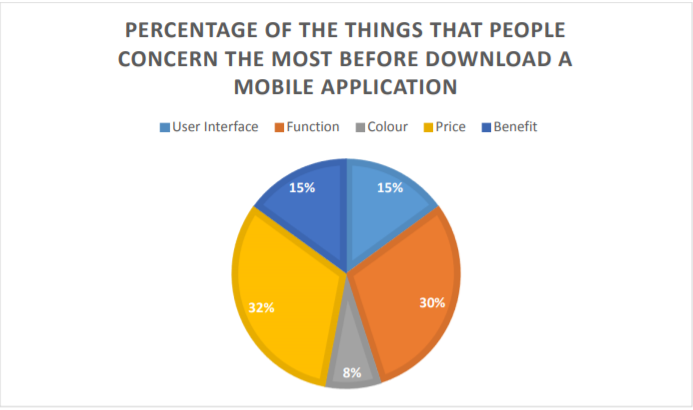 PERCENTAGE OF THE THINGS THAT PEOPLE
CONCERN THE MOST BEFORE DOWNLOAD A
MOBILE APPLICATION
User Interface Function Colour Price Benefit
15% 15%
32% 30%
8%